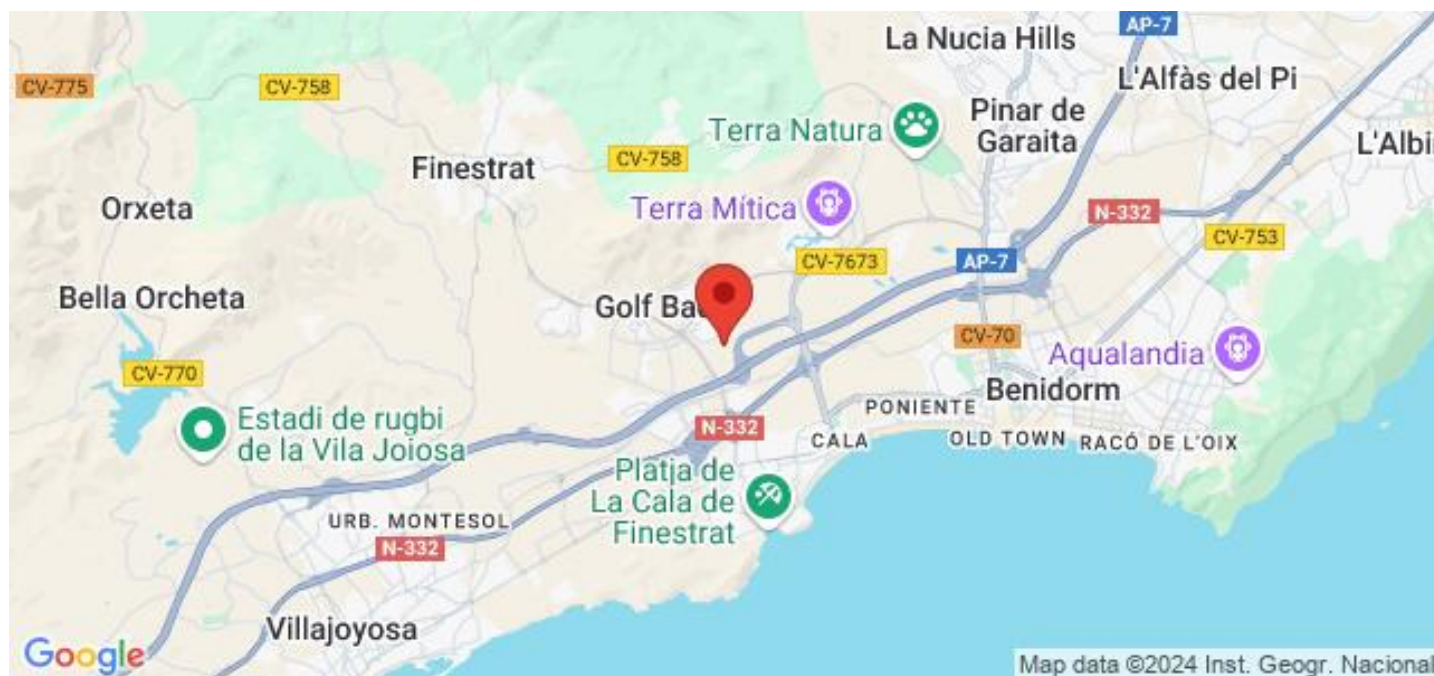 AP-7
La Nucia Hills
CV-775
CV-758
L'Alfàs del Pi
Terra Natura
Pinar de
Garaita
L'Albi
Finestrat
CV-758
Orxeta
Terra Mítica
N-332
CV-753
CV-7673
AP-7
Bella Orcheta
Golf Ba
CV-70
Aqualandia
CV-770
Benidorm
PONIENTE
Estadi de rugbi
de la Vila Joiosa
N-332
CALA
OLD TOWN
RACÓ DE L'OIX
Platja de
La Cala de
Finestrat
URB. MONTESOL
N-332
Villajoyosa
Google
Map data ©2024 Inst. Geogr. Nacional